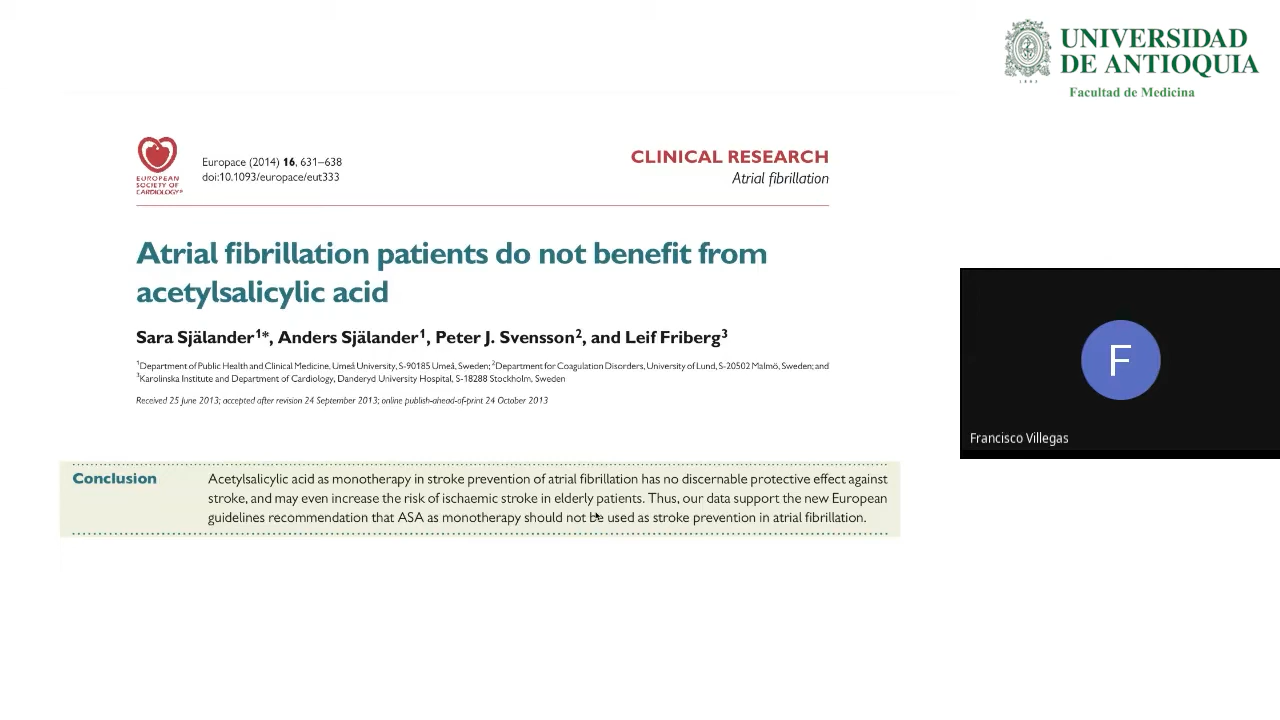 UNIVERSIDAD
DE ANTIOQUIA
1803
Facultad de Medicina
EUROPEAN
SOCIETY OF
CARDIOLOGY®
Europace (2014) 16, 631–638
doi:10.1093/europace/eut333
CLINICAL RESEARCH
Atrial fibrillation
Atrial fibrillation patients do not benefit from
acetylsalicylic acid
Sara Själander1*, Anders Själander1, Peter J. Svensson2, and Leif Friberg3
1Department of Public Health and Clinical Medicine, Umeå University, S-90185 Umeå, Sweden; 2Department for Coagulation Disorders, University of Lund, S-20502 Malmö, Sweden; and
3Karolinska Institute and Department of Cardiology, Danderyd University Hospital, S-18288 Stockholm, Sweden
Received 25 June 2013; accepted after revision 24 September 2013; online publish-ahead-of-print 24 October 2013
Conclusion
Acetylsalicylic acid as monotherapy in stroke prevention of atrial fibrillation has no discernable protective effect against
stroke, and may even increase the risk of ischaemic stroke in elderly patients. Thus, our data support the new European
guidelines recommendation that ASA as monotherapy should not be used as stroke prevention in atrial fibrillation.
F
Francisco Villegas